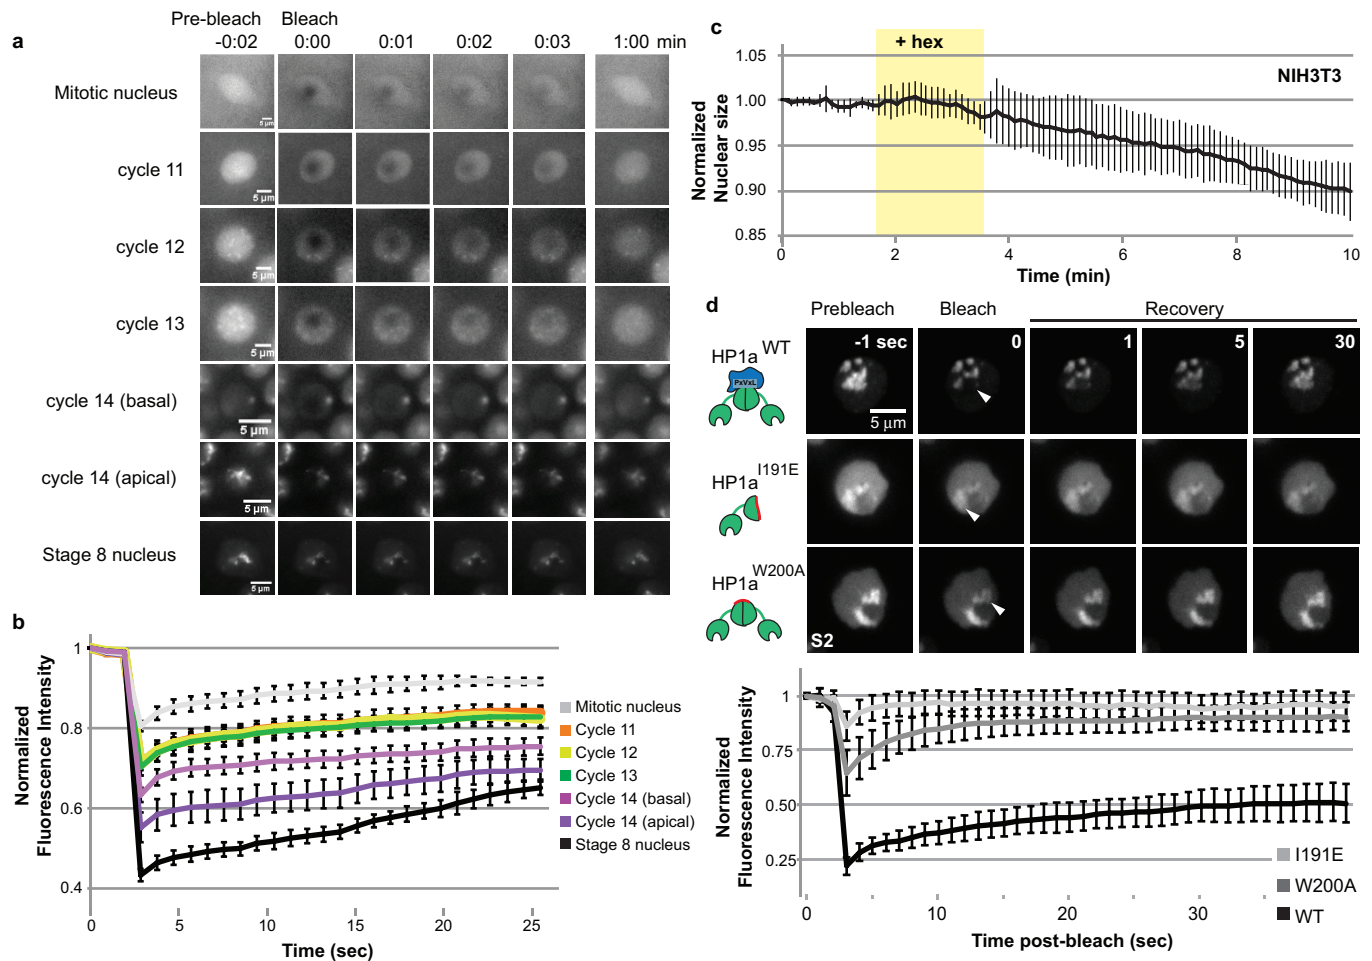 a
Pre-bleach Bleach
-0:02 0:00 0:01 0:02 0:03 1:00 min
Mitotic nucleus
5 µm
cycle 11
5 µm
cycle 12
5 µm
cycle 13
5 µm
cycle 14 (basal)
5 µm
cycle 14 (apical)
5 µm
Stage 8 nucleus
5 µm
b
Normalized
Fluorescence Intensity
1
0.8
0.6
0.4
0 5 10 15 20 25
Time (sec)
Mitotic nucleus
Cycle 11
Cycle 12
Cycle 13
Cycle 14 (basal)
Cycle 14 (apical)
Stage 8 nucleus
c
+ hex
NIH3T3
Normalized
Nuclear size
1.05
1.00
0.95
0.90
0.85
0 2 4 6 8 10
Time (min)
d
Prebleach Bleach Recovery
-1 sec 0 1 5 30
HP1a WT
PxVxL
5 µm
HP1a I191E
HP1a W200A
S2
Normalized
Fluorescence Intensity
1
0.75
0.50
0.25
0 10 20 30
Time post-bleach (sec)
I191E
W200A
WT